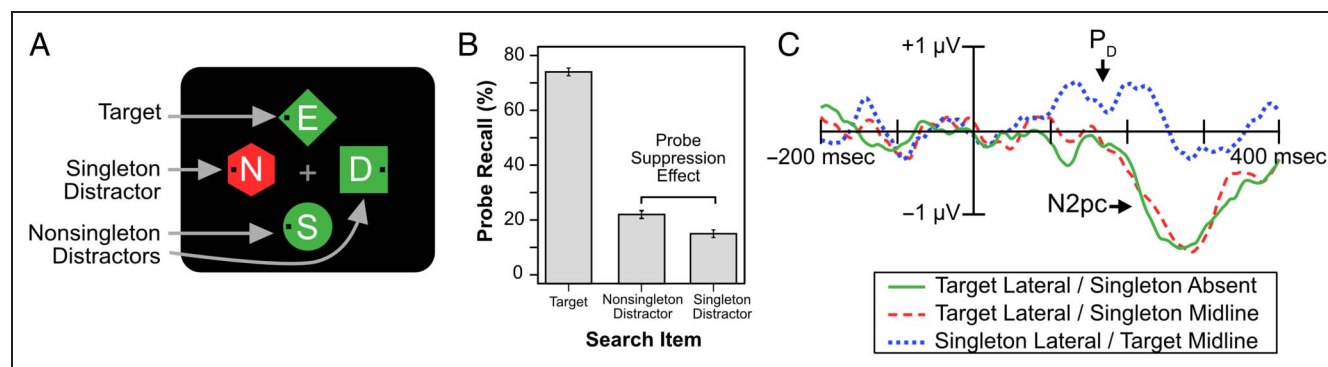 A
Target
Singleton
Distractor
Nonsingleton
Distractors
E
N
+
D
S
B
Probe Recall (%)
80
60
40
20
0
Probe
Suppression
Effect
Target
Nonsingleton
Distractor
Singleton
Distractor
Search Item
C
+1 µV
P_D
−200 msec
400 msec
N2pc
−1 µV
Target Lateral / Singleton Absent
Target Lateral / Singleton Midline
Singleton Lateral / Target Midline